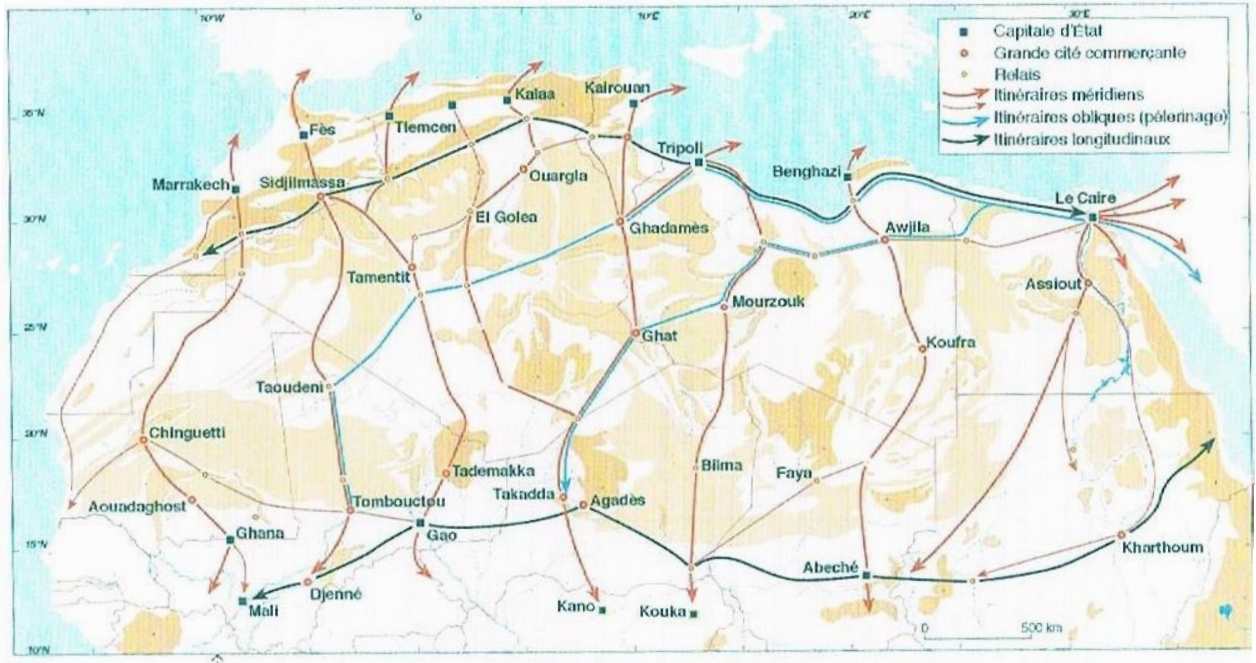 10°W
0
10°E
20°E
30°E
Capitale d'État
Grande cité commerçante
Relais
Itinéraires méridiens
Itinéraires obliques (pèlerinage)
Itinéraires longitudinaux
35°N
30°N
25°N
20°N
15°N
10°N
Fès
Tlemcen
Kalaa
Kairouan
Tripoli
Benghazi
Le Caire
Marrakech
Sidjilmassa
Ouargla
El Golea
Ghadamès
Awjila
Tamentit
Mourzouk
Assiout
Ghat
Koufra
Taoudeni
Chinguetti
Tademakka
Bilma
Faya
Aouadaghost
Tombouctou
Takadda
Agadès
Ghana
Gao
Kharthoum
Abeché
Djenné
Mali
Kano
Kouka
0
500 km